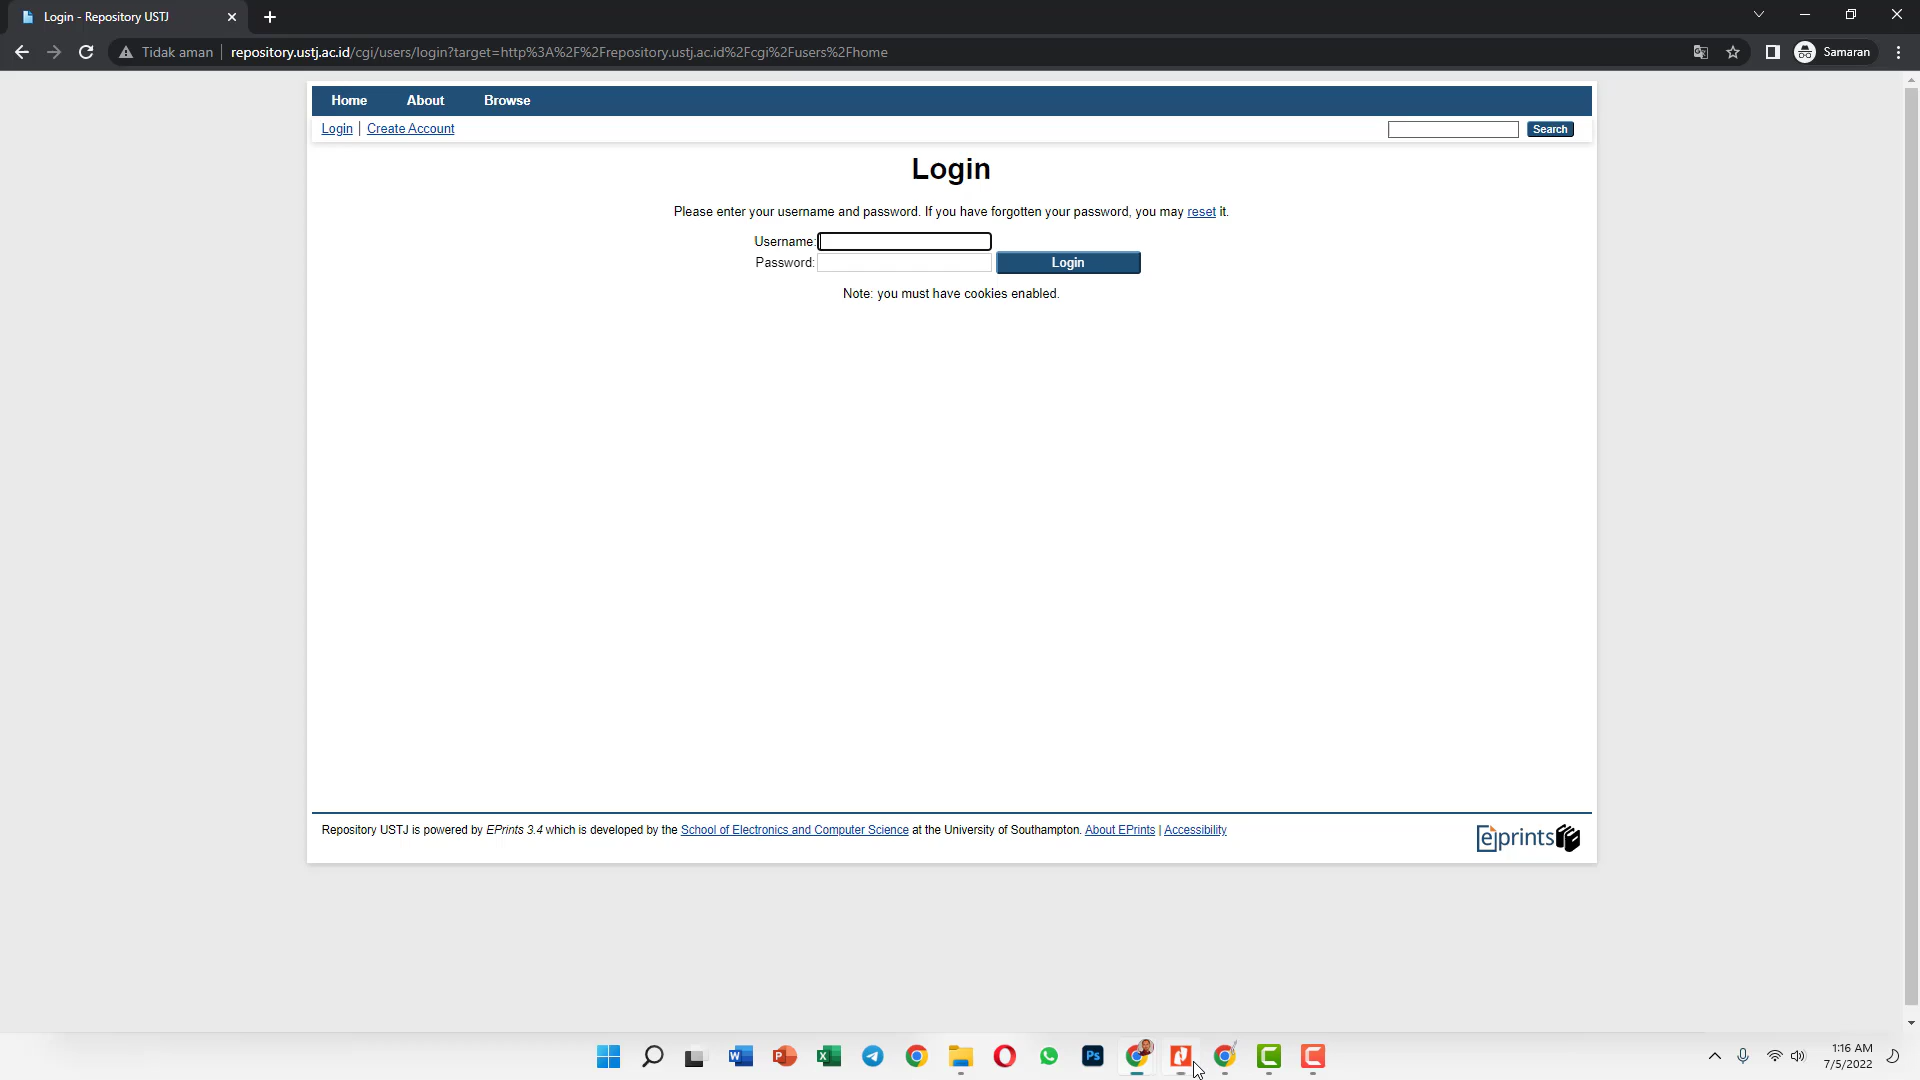 Login - Repository USTJ
Tidak aman
repository.ustj.ac.id/cgi/users/login?target=http%3A%2F%2Frepository.ustj.ac.id%2Fcgi%2Fusers%2Fhome
Samaran
Home About Browse
Login | Create Account
Search
Login
Please enter your username and password. If you have forgotten your password, you may reset it.
Username:
Password:
Login
Note: you must have cookies enabled.
Repository USTJ is powered by EPrints 3.4 which is developed by the School of Electronics and Computer Science at the University of Southampton. About EPrints | Accessibility
eprints
Ps
1:16 AM
7/5/2022